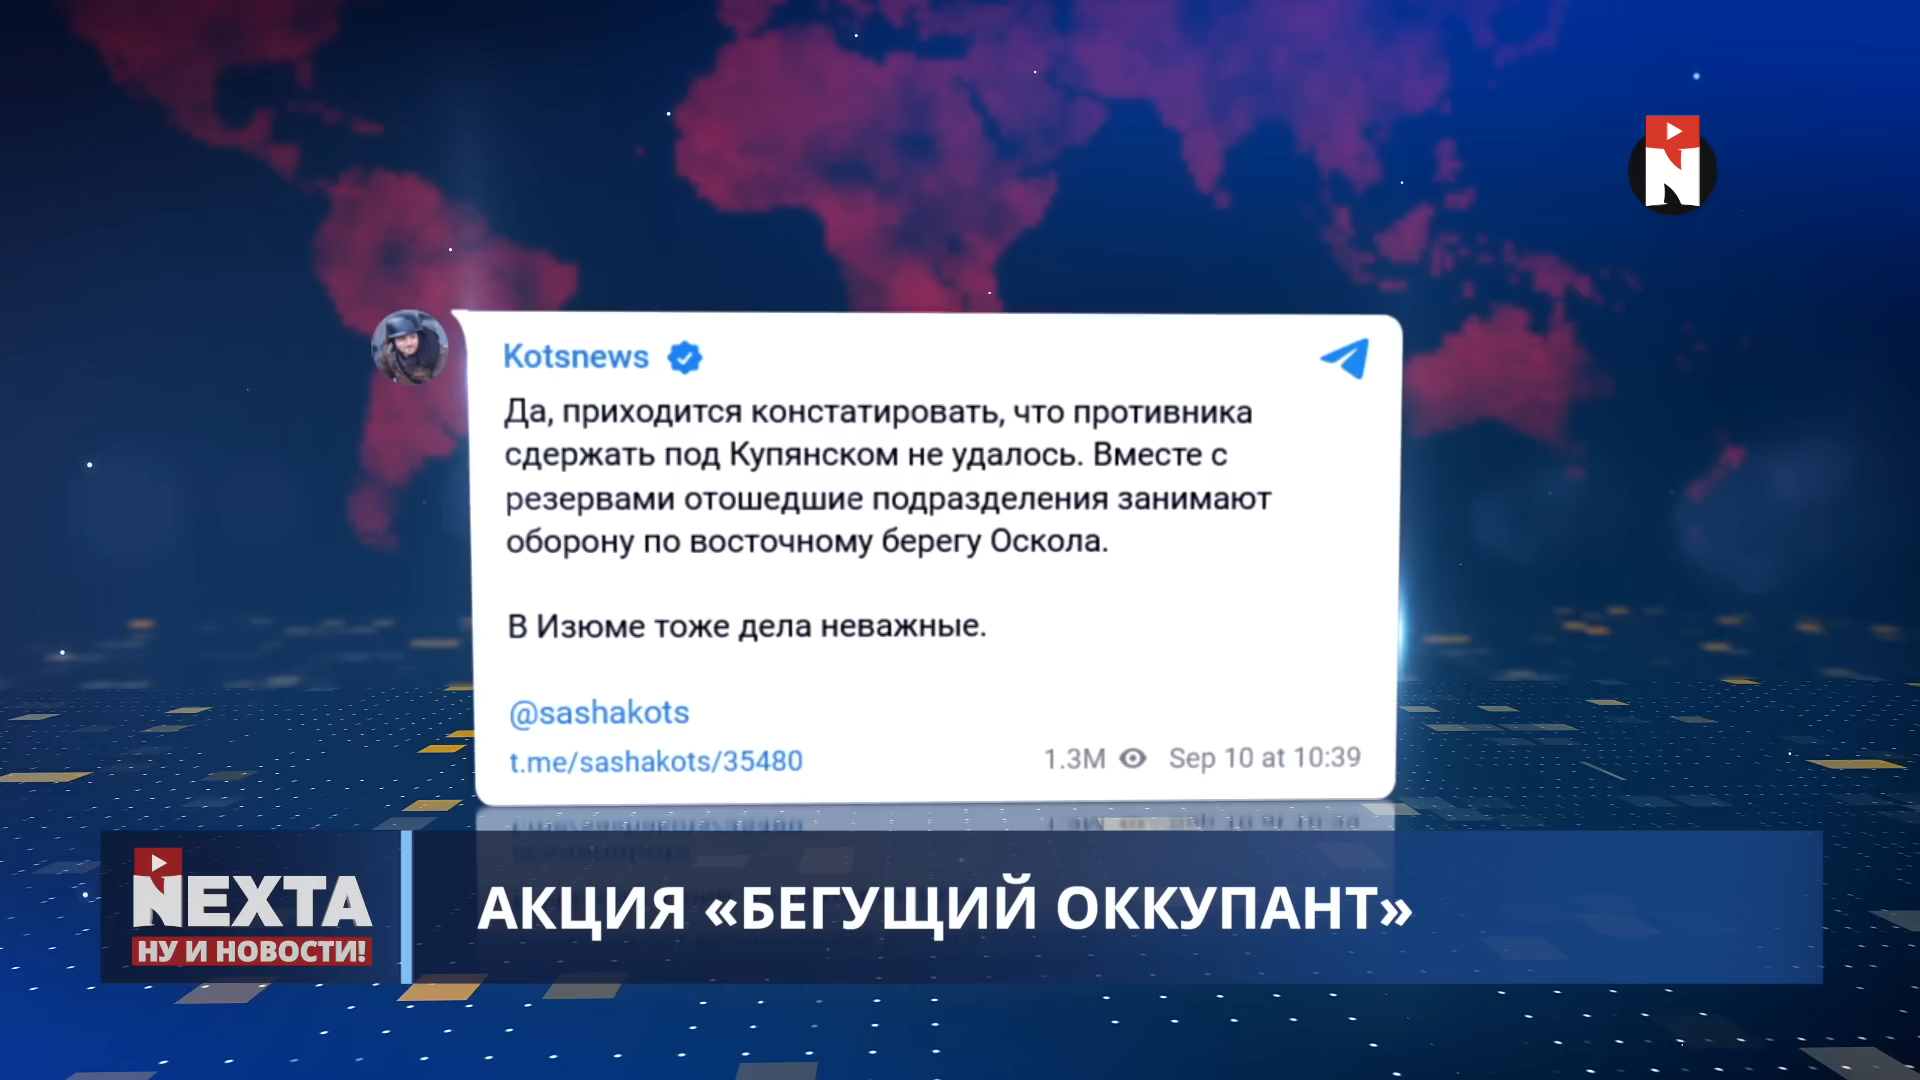 N
Kotsnews
Да, приходится констатировать, что противника
сдержать под Купянском не удалось. Вместе с
резервами отошедшие подразделения занимают
оборону по восточному берегу Оскола.
В Изюме тоже дела неважные.
@sashakots
t.me/sashakots/35480
1.3M Sep 10 at 10:39
NEXTA
НУ И НОВОСТИ!
АКЦИЯ «БЕГУЩИЙ ОККУПАНТ»